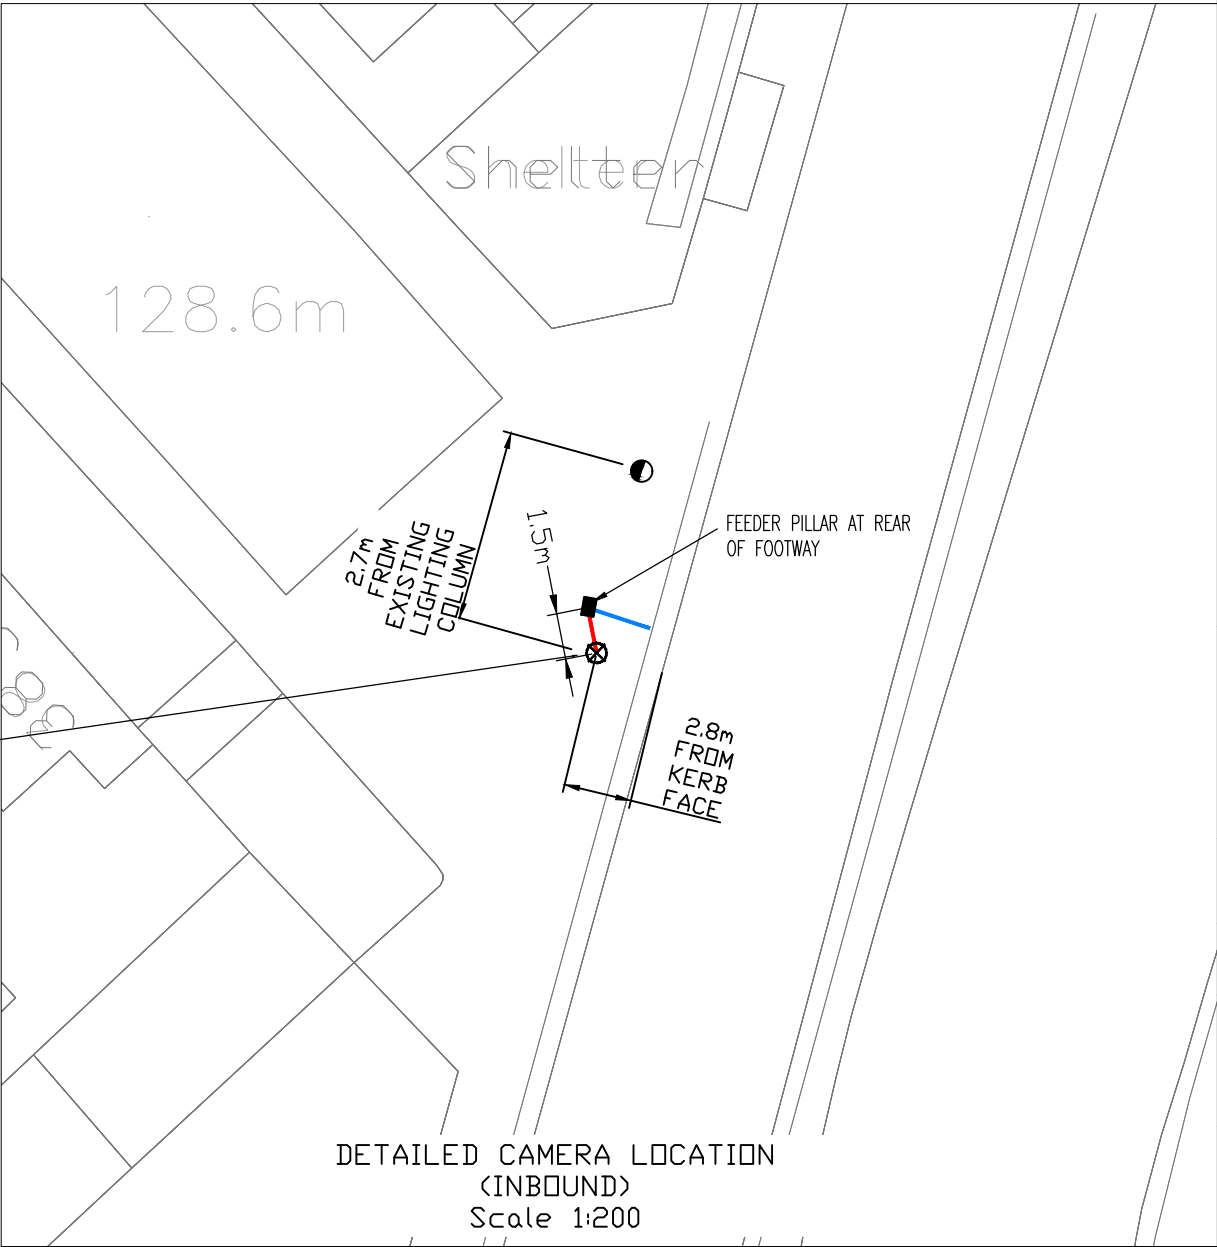 Shelter
128.6m
2.7m
FROM
EXISTING
LIGHTING
COLUMN
1.5m
FEEDER PILLAR AT REAR
OF FOOTWAY
2.8m
FROM
KERB
FACE
DETAILED CAMERA LOCATION
(INBOUND)
Scale 1:200